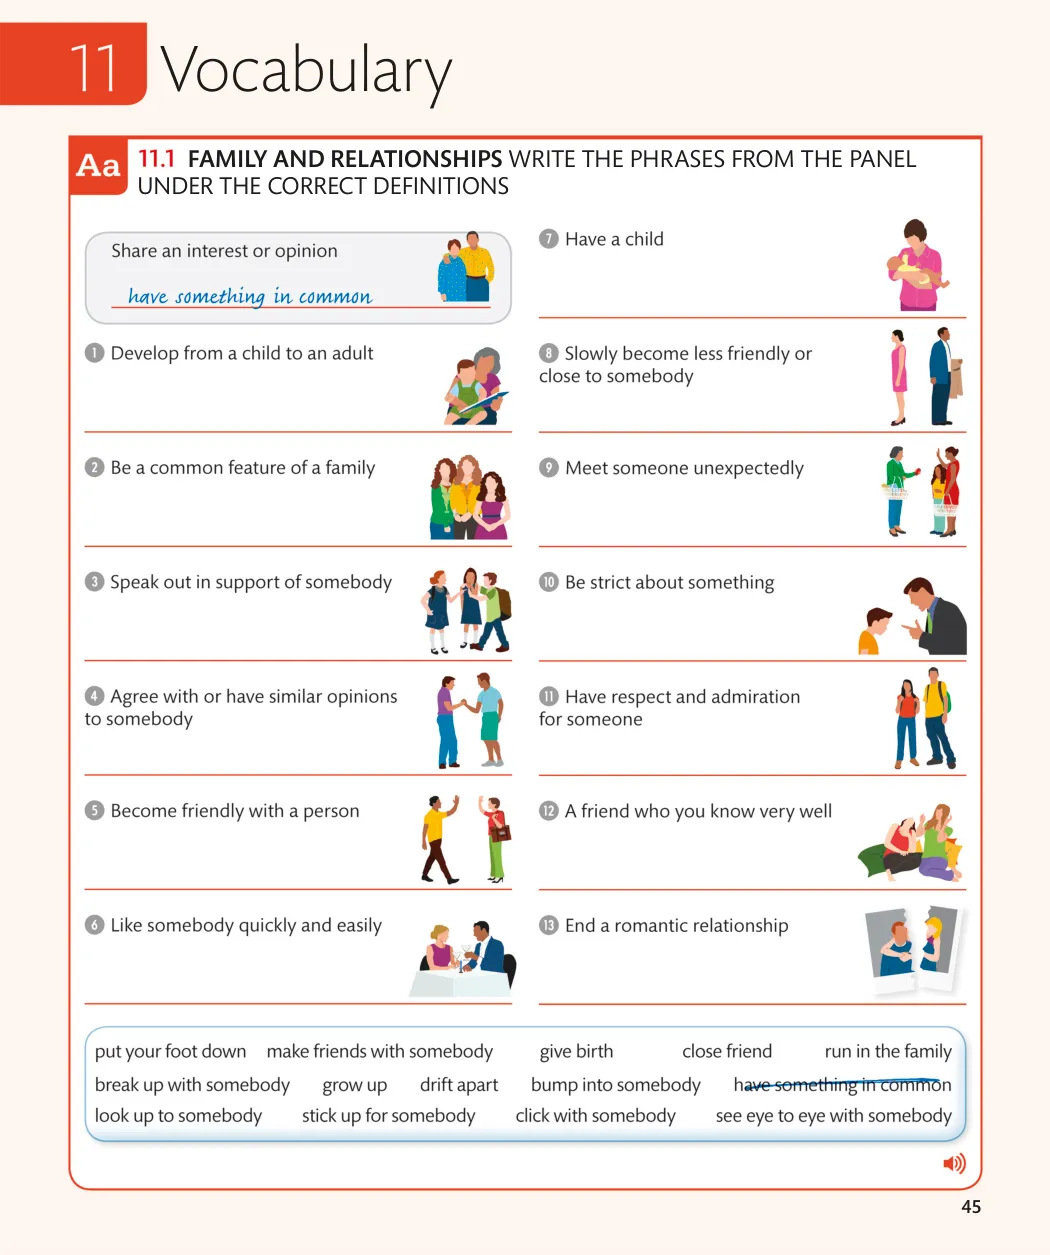 11 Vocabulary
Aa
11.1 FAMILY AND RELATIONSHIPS WRITE THE PHRASES FROM THE PANEL
UNDER THE CORRECT DEFINITIONS
Share an interest or opinion
have something in common
1 Develop from a child to an adult
2 Be a common feature of a family
3 Speak out in support of somebody
4 Agree with or have similar opinions
to somebody
5 Become friendly with a person
6 Like somebody quickly and easily
7 Have a child
8 Slowly become less friendly or
close to somebody
9 Meet someone unexpectedly
10 Be strict about something
11 Have respect and admiration
for someone
12 A friend who you know very well
13 End a romantic relationship
put your foot down make friends with somebody give birth close friend run in the family
break up with somebody grow up drift apart bump into somebody have something in common
look up to somebody stick up for somebody click with somebody see eye to eye with somebody
45